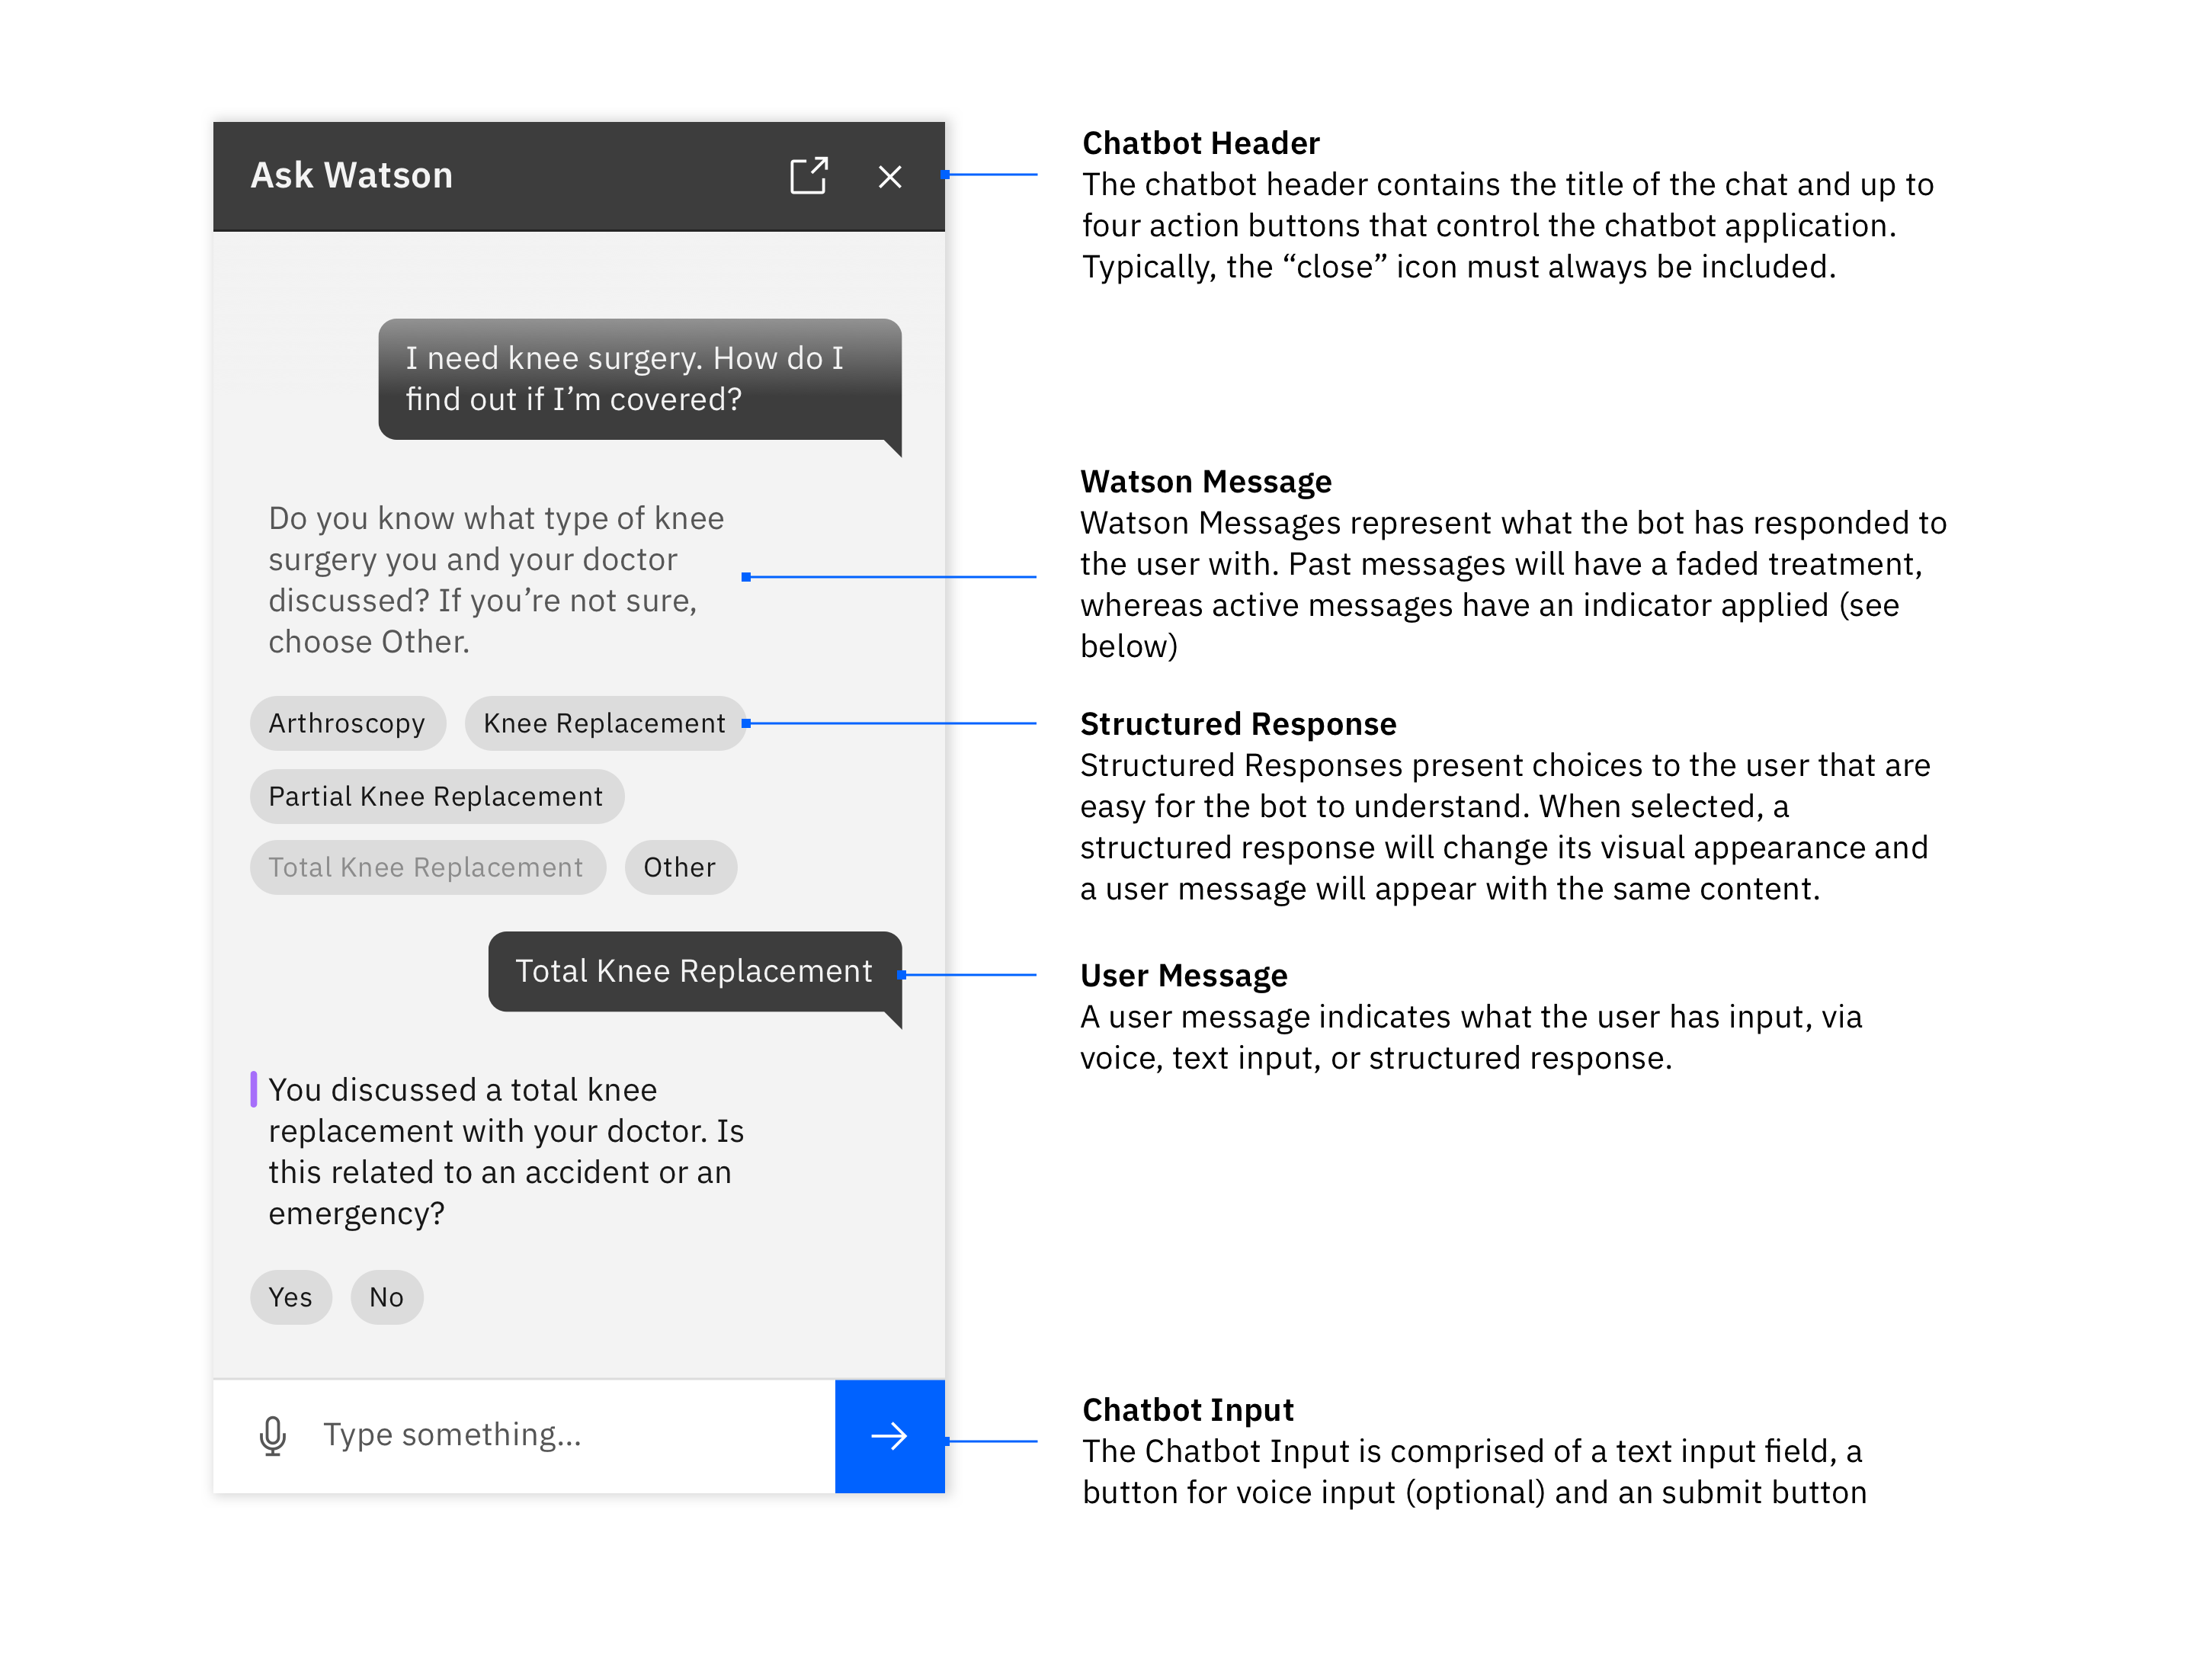 Ask Watson
I need knee surgery. How do I
find out if I’m covered?
Do you know what type of knee
surgery you and your doctor
discussed? If you’re not sure,
choose Other.
Arthroscopy
Knee Replacement
Partial Knee Replacement
Total Knee Replacement
Other
Total Knee Replacement
You discussed a total knee
replacement with your doctor. Is
this related to an accident or an
emergency?
Yes
No
Type something...
Chatbot Header
The chatbot header contains the title of the chat and up to
four action buttons that control the chatbot application.
Typically, the “close” icon must always be included.
Watson Message
Watson Messages represent what the bot has responded to
the user with. Past messages will have a faded treatment,
whereas active messages have an indicator applied (see
below)
Structured Response
Structured Responses present choices to the user that are
easy for the bot to understand. When selected, a
structured response will change its visual appearance and
a user message will appear with the same content.
User Message
A user message indicates what the user has input, via
voice, text input, or structured response.
Chatbot Input
The Chatbot Input is comprised of a text input field, a
button for voice input (optional) and an submit button